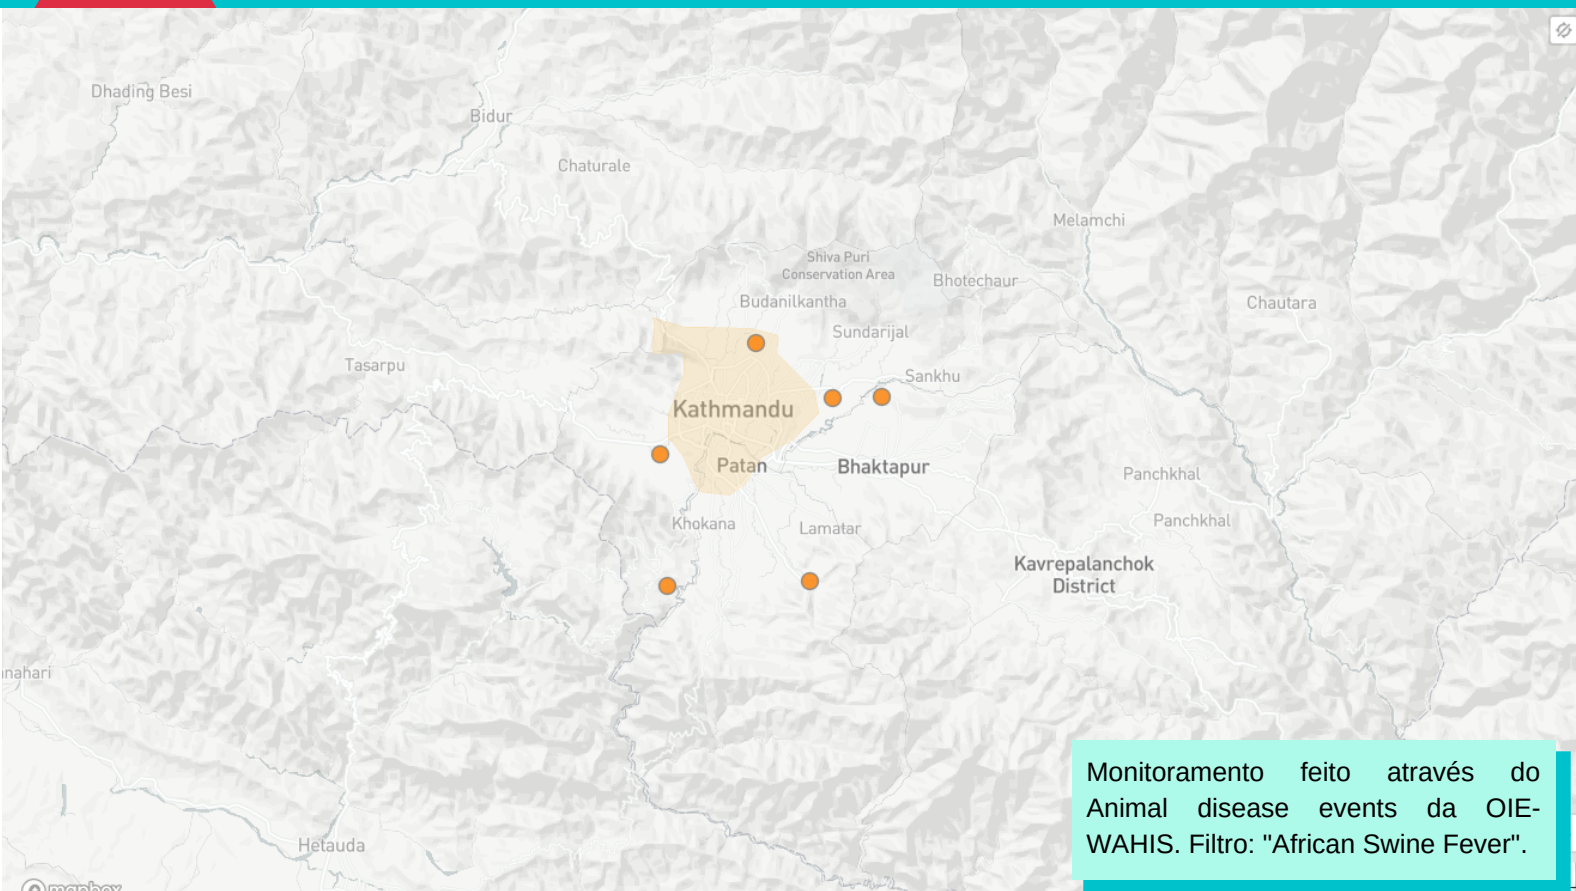 Dhading Besi
Bidur
Chaturale
Melamchi
Shiva Puri
Conservation Area
Bhotechaur
Budanilkantha
Chautara
Sundarijal
Tasarpu
Sankhu
Kathmandu
Patan
Bhaktapur
Panchkhal
Khokana
Lamatar
Panchkhal
Kavrepalanchok
District
nahari
Hetauda
Monitoramento feito através do
Animal disease events da OIE-
WAHIS. Filtro: "African Swine Fever".
mapbox